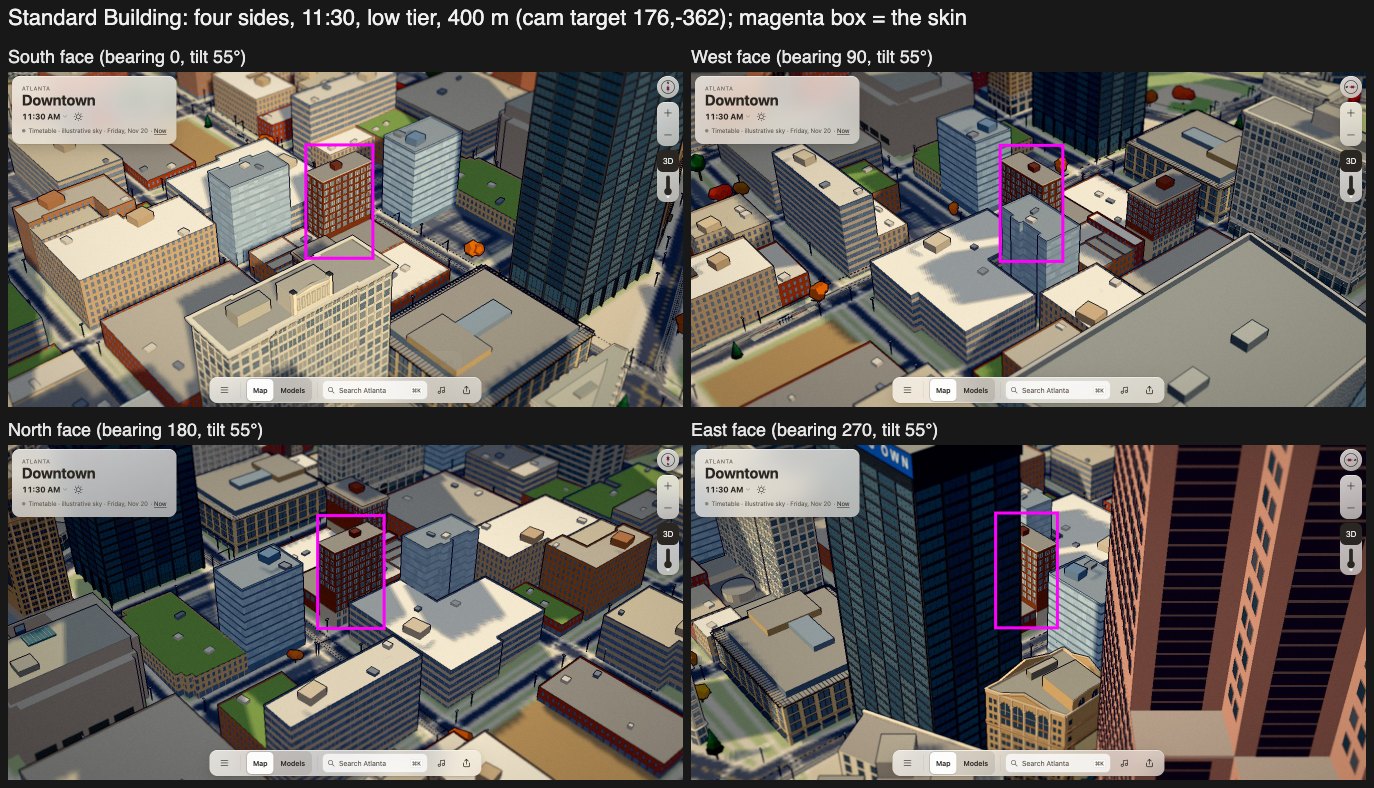 Standard Building: four sides, 11:30, low tier, 400 m (cam target 176,-362); magenta box = the skin
South face (bearing 0, tilt 55°)
ATLANTA
Downtown
11:30 AM
Timetable · illustrative sky · Friday, Nov 20 · Now
+
−
3D
Map
Models
Search Atlanta
⌘K
West face (bearing 90, tilt 55°)
ATLANTA
Downtown
11:30 AM
Timetable · illustrative sky · Friday, Nov 20 · Now
+
−
3D
Map
Models
Search Atlanta
⌘K
North face (bearing 180, tilt 55°)
ATLANTA
Downtown
11:30 AM
Timetable · illustrative sky · Friday, Nov 20 · Now
+
−
3D
Map
Models
Search Atlanta
⌘K
East face (bearing 270, tilt 55°)
ATLANTA
Downtown
11:30 AM
Timetable · illustrative sky · Friday, Nov 20 · Now
OWN
+
−
3D
Map
Models
Search Atlanta
⌘K